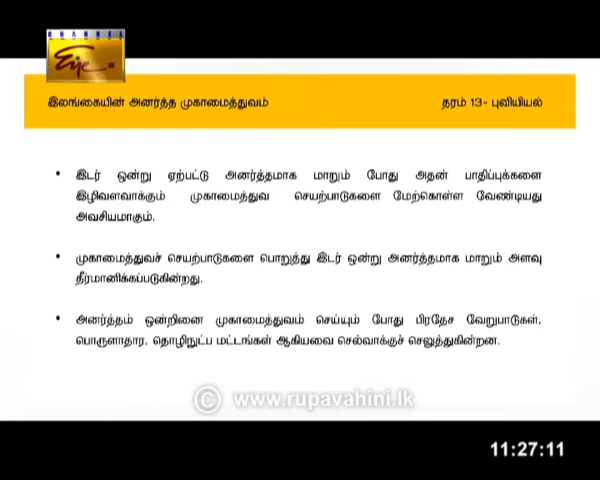 CHANNEL
Eye
இலங்கையின் அனர்த்த முகாமைத்துவம்
தரம் 13- புவியியல்
• இடர் ஒன்று ஏற்பட்டு அனர்த்தமாக மாறும் போது அதன் பாதிப்புக்களை
இழிவளவாக்கும் முகாமைத்துவ செயற்பாடுகளை மேற்கொள்ள வேண்டியது
அவசியமாகும்.
• முகாமைத்துவச் செயற்பாடுகளை பொறுத்து இடர் ஒன்று அனர்த்தமாக மாறும் அளவு
தீர்மானிக்கப்படுகின்றது.
• அனர்த்தம் ஒன்றினை முகாமைத்துவம் செய்யும் போது பிரதேச வேறுபாடுகள்,
பொருளாதார, தொழிநுட்ப மட்டங்கள் ஆகியவை செல்வாக்குச் செலுத்துகின்றன.
© www.rupavahini.lk
11:27:11